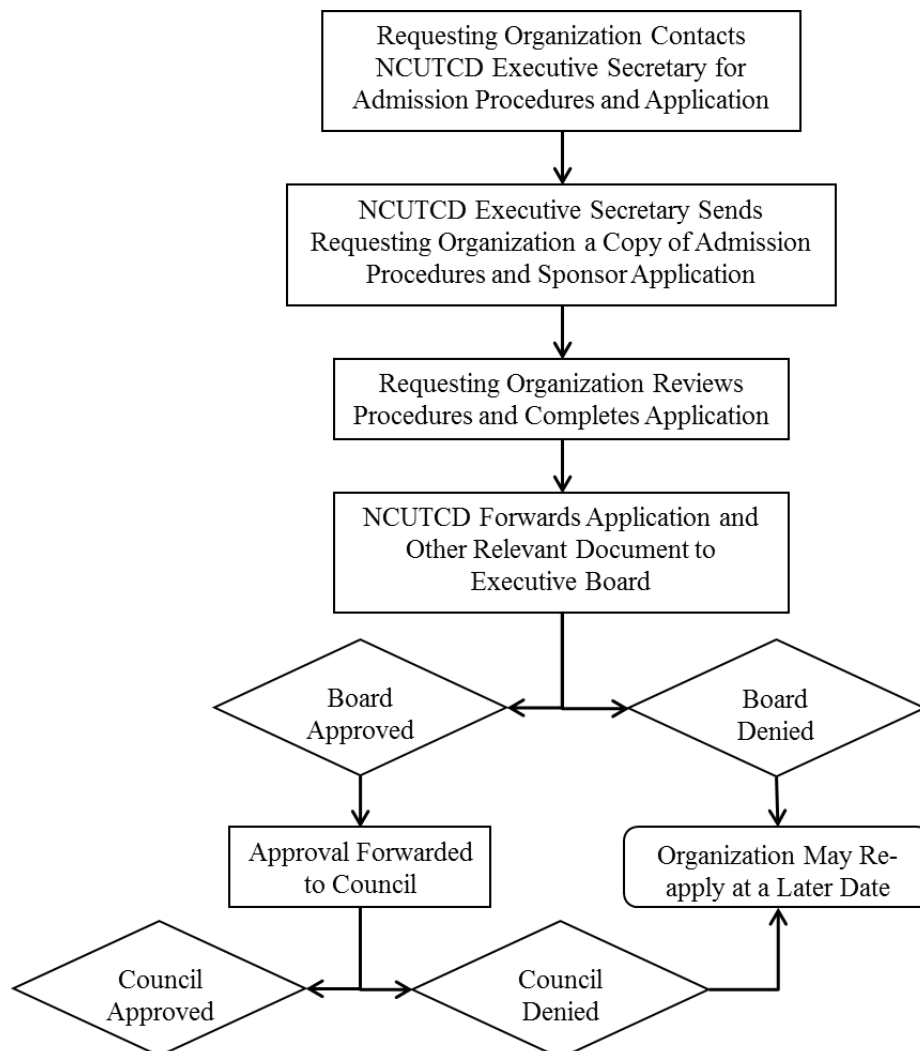 Requesting Organization Contacts
NCUTCD Executive Secretary for
Admission Procedures and Application
NCUTCD Executive Secretary Sends
Requesting Organization a Copy of Admission
Procedures and Sponsor Application
Requesting Organization Reviews
Procedures and Completes Application
NCUTCD Forwards Application and
Other Relevant Document to
Executive Board
Board
Approved
Board
Denied
Approval Forwarded
to Council
Organization May Re-
apply at a Later Date
Council
Approved
Council
Denied